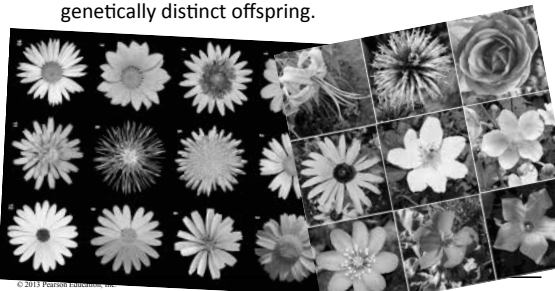 genetically distinct offspring.
© 2013 Pearson Education, Inc.